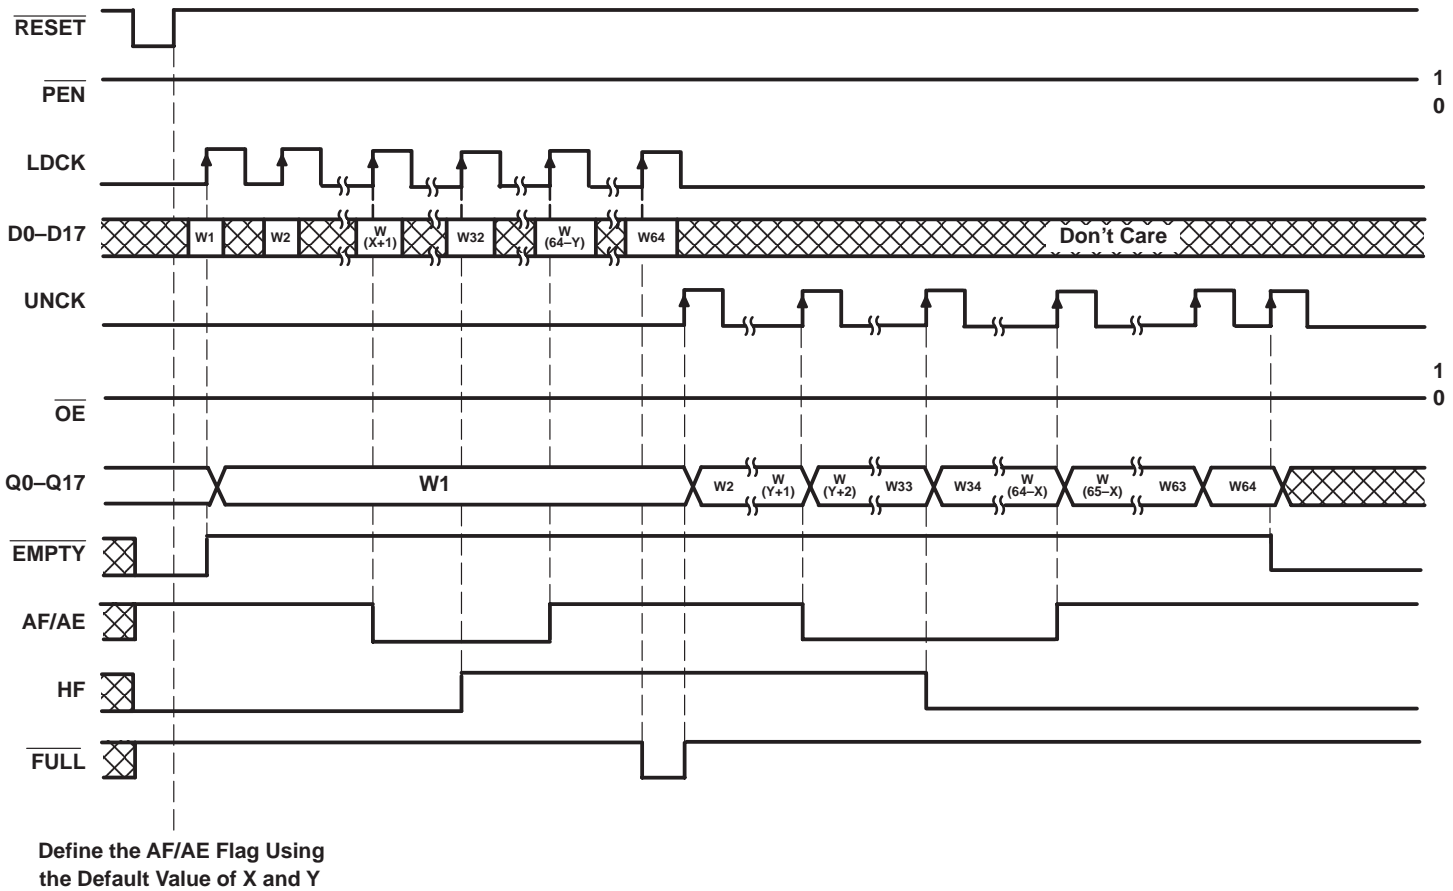 RESET
PEN
1
0
LDCK
D0–D17
W1
W2
W
(X+1)
W32
W
(64–Y)
W64
Don't Care
UNCK
1
0
OE
Q0–Q17
W1
W2
W
(Y+1)
W
(Y+2)
W33
W34
W
(64–X)
W
(65–X)
W63
W64
EMPTY
AF/AE
HF
FULL
Define the AF/AE Flag Using
the Default Value of X and Y